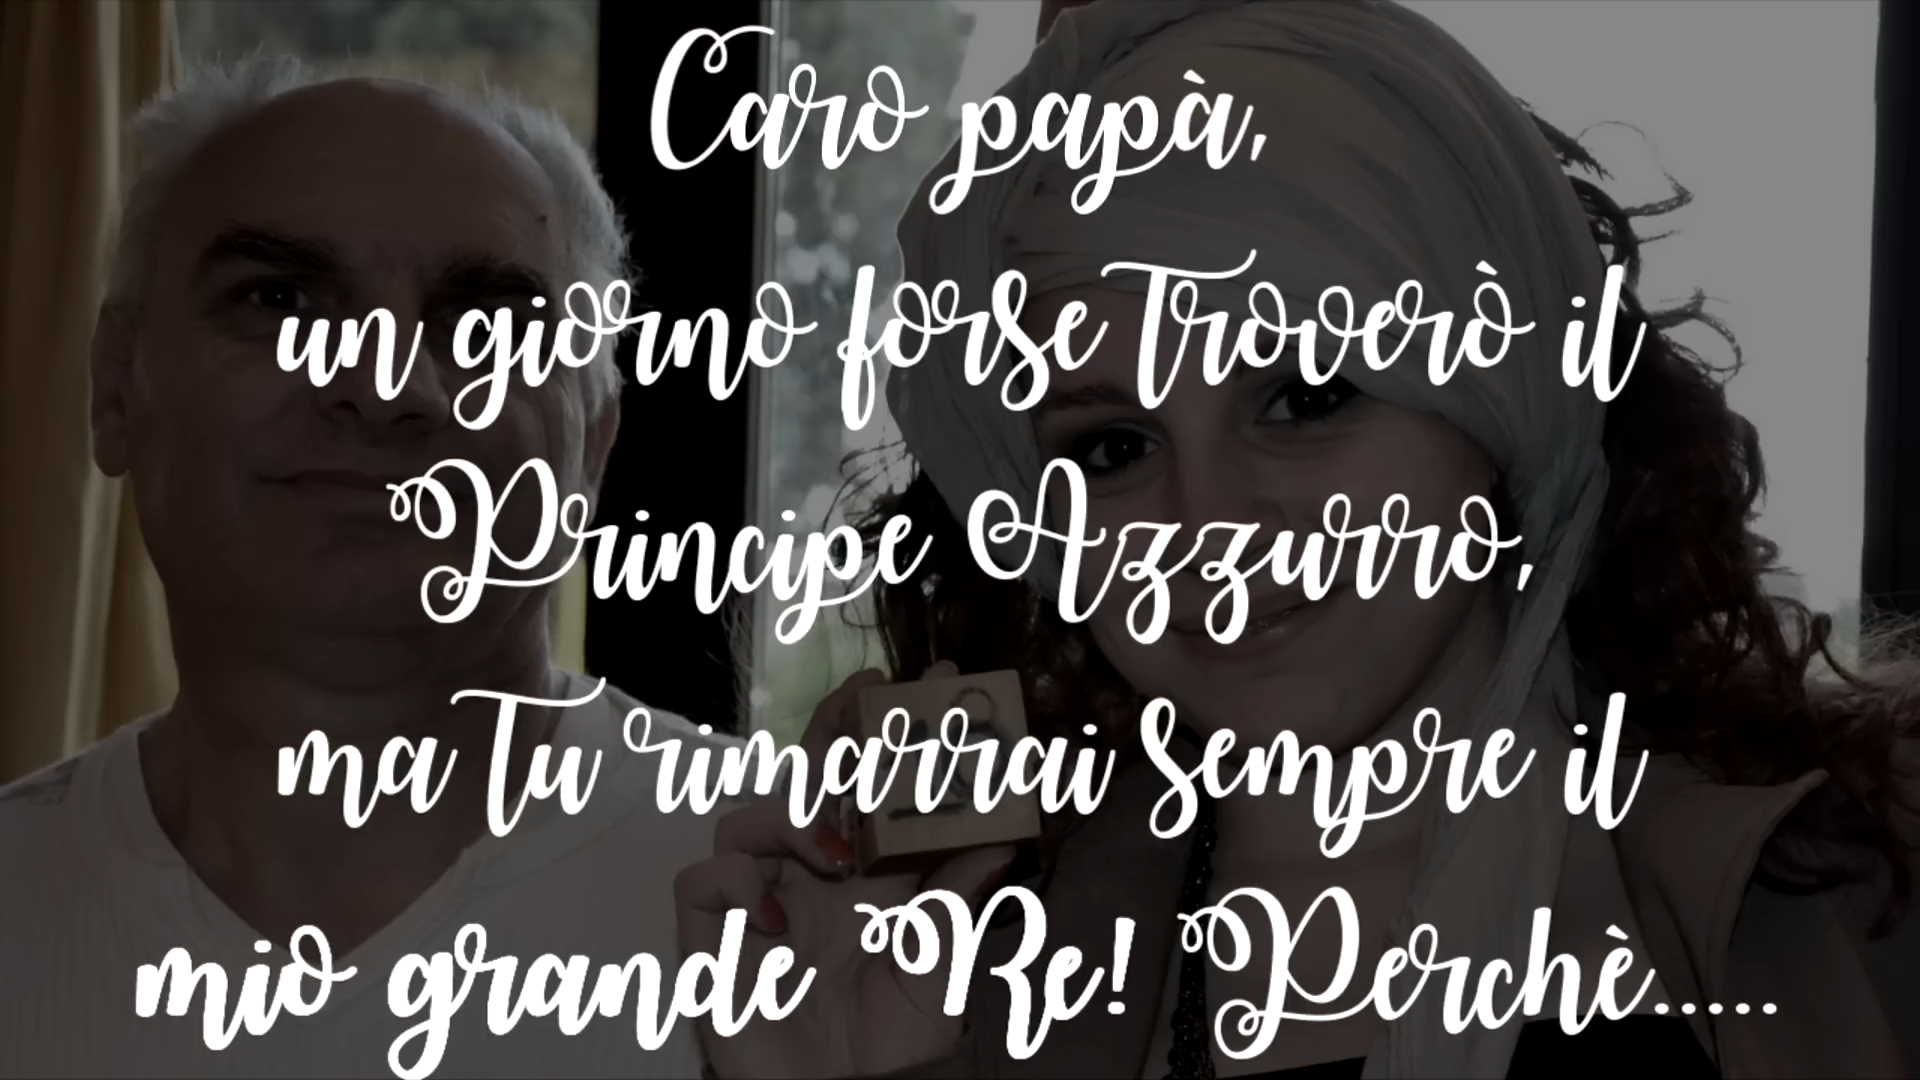 Caro papà,
un giorno forse troverò il
Principe Azzurro,
ma tu rimarrai sempre il
mio grande Re! Perchè.....